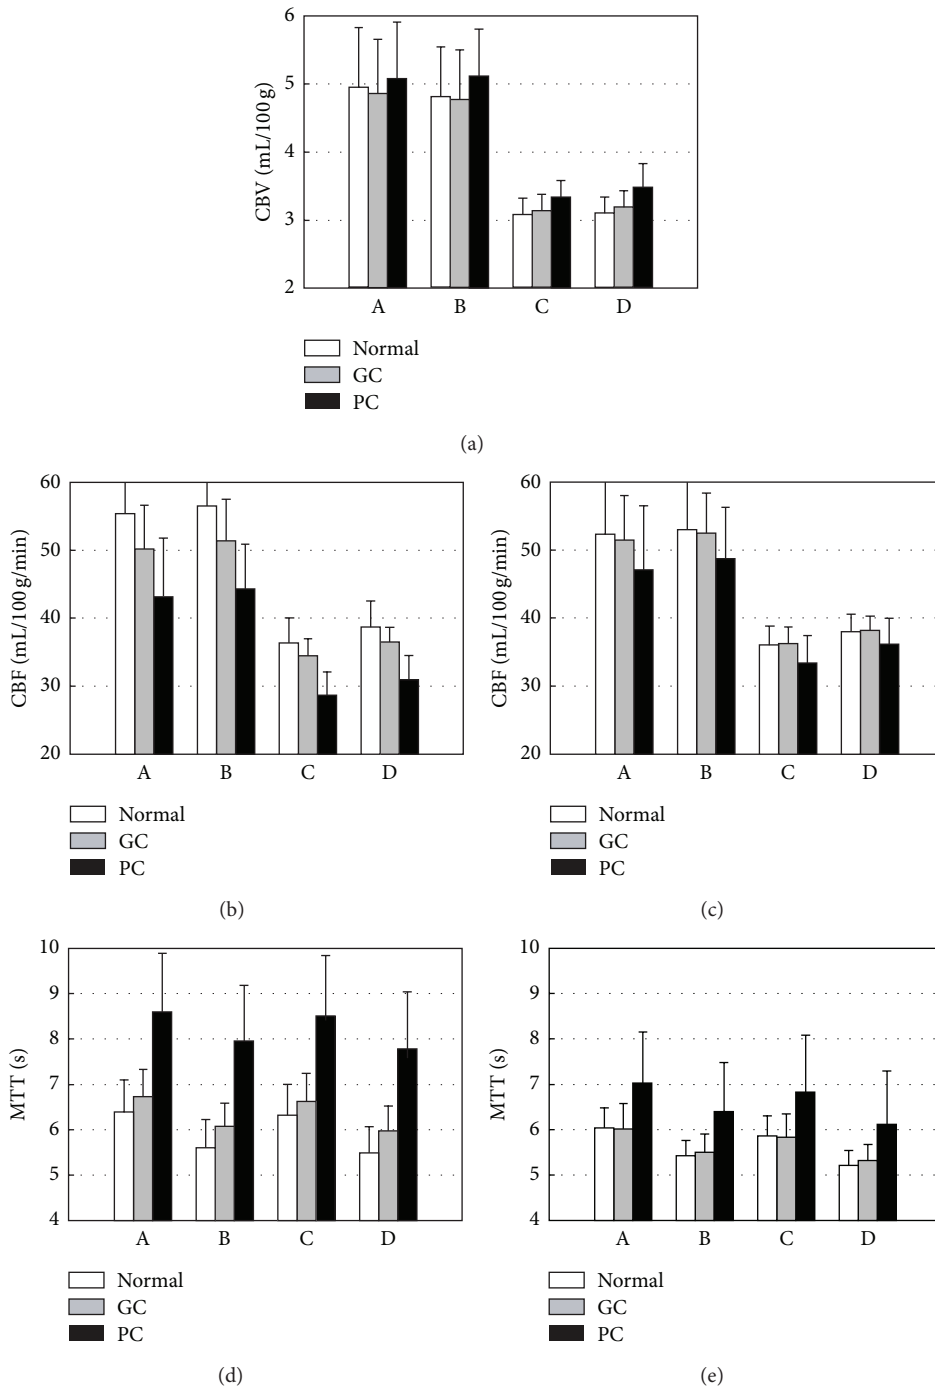 6
5
4
3
2
CBV (mL/100 g)
A B C D
Normal
GC
PC
(a)
60
50
40
30
20
CBF (mL/100 g/min)
A B C D
Normal
GC
PC
(b)
60
50
40
30
20
CBF (mL/100 g/min)
A B C D
Normal
GC
PC
(c)
10
9
8
7
6
5
4
MTT (s)
A B C D
Normal
GC
PC
(d)
10
9
8
7
6
5
4
MTT (s)
A B C D
Normal
GC
PC
(e)